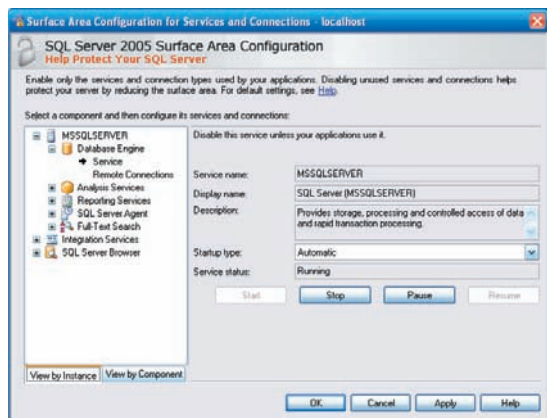 Surface Area Configuration for Services and Connections - localhost
SQL Server 2005 Surface Area Configuration
Help Protect Your SQL Server
Enable only the services and connection types used by your applications. Disabling unused services and connections helps
protect your server by reducing the surface area. For default settings, see Help.
Select a component and then configure its services and connections:
MSSQLSERVER
Database Engine
Service
Remote Connections
Analysis Services
Reporting Services
SQL Server Agent
Full-Text Search
Integration Services
SQL Server Browser
View by Instance
View by Component
Disable this service unless your applications use it.
Service name: MSSQLSERVER
Display name: SQL Server (MSSQLSERVER)
Description: Provides storage, processing and controlled access of data
and rapid transaction processing.
Startup type: Automatic
Service status: Running
Start Stop Pause Resume
OK Cancel Apply Help